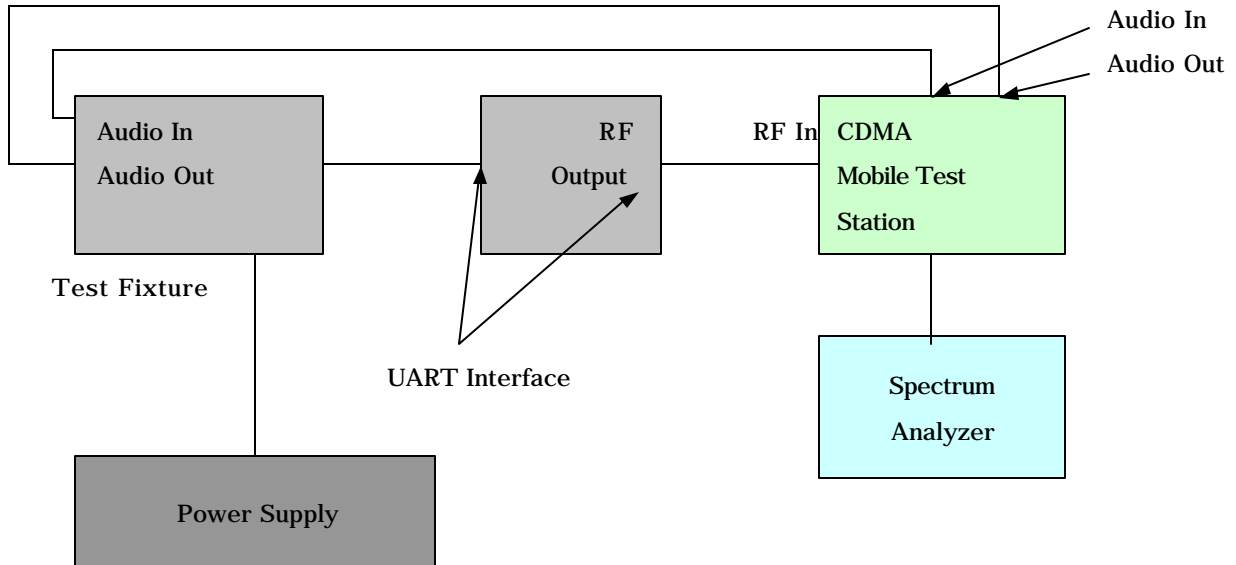 Audio In
Audio Out
Audio In
Audio Out
RF
Output
RF In
CDMA
Mobile Test
Station
Test Fixture
UART Interface
Spectrum
Analyzer
Power Supply